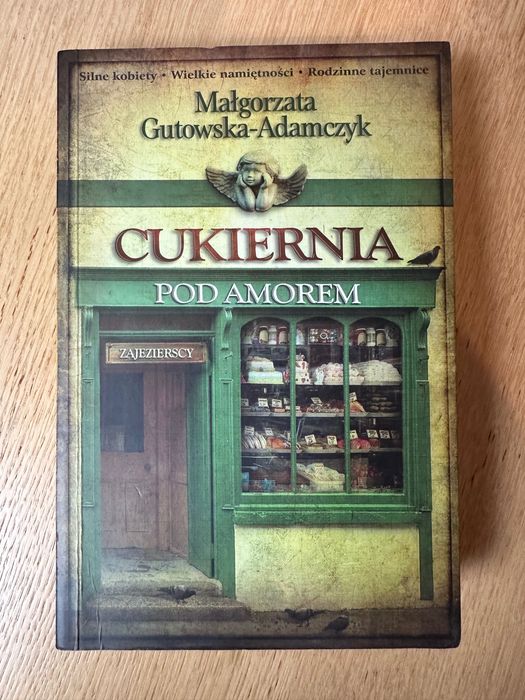 Silne kobiety • Wielkie namiętności • Rodzinne tajemnice
Małgorzata
Gutowska-Adamczyk
CUKIERNIA
POD AMOREM
ZAJEZIERSCY